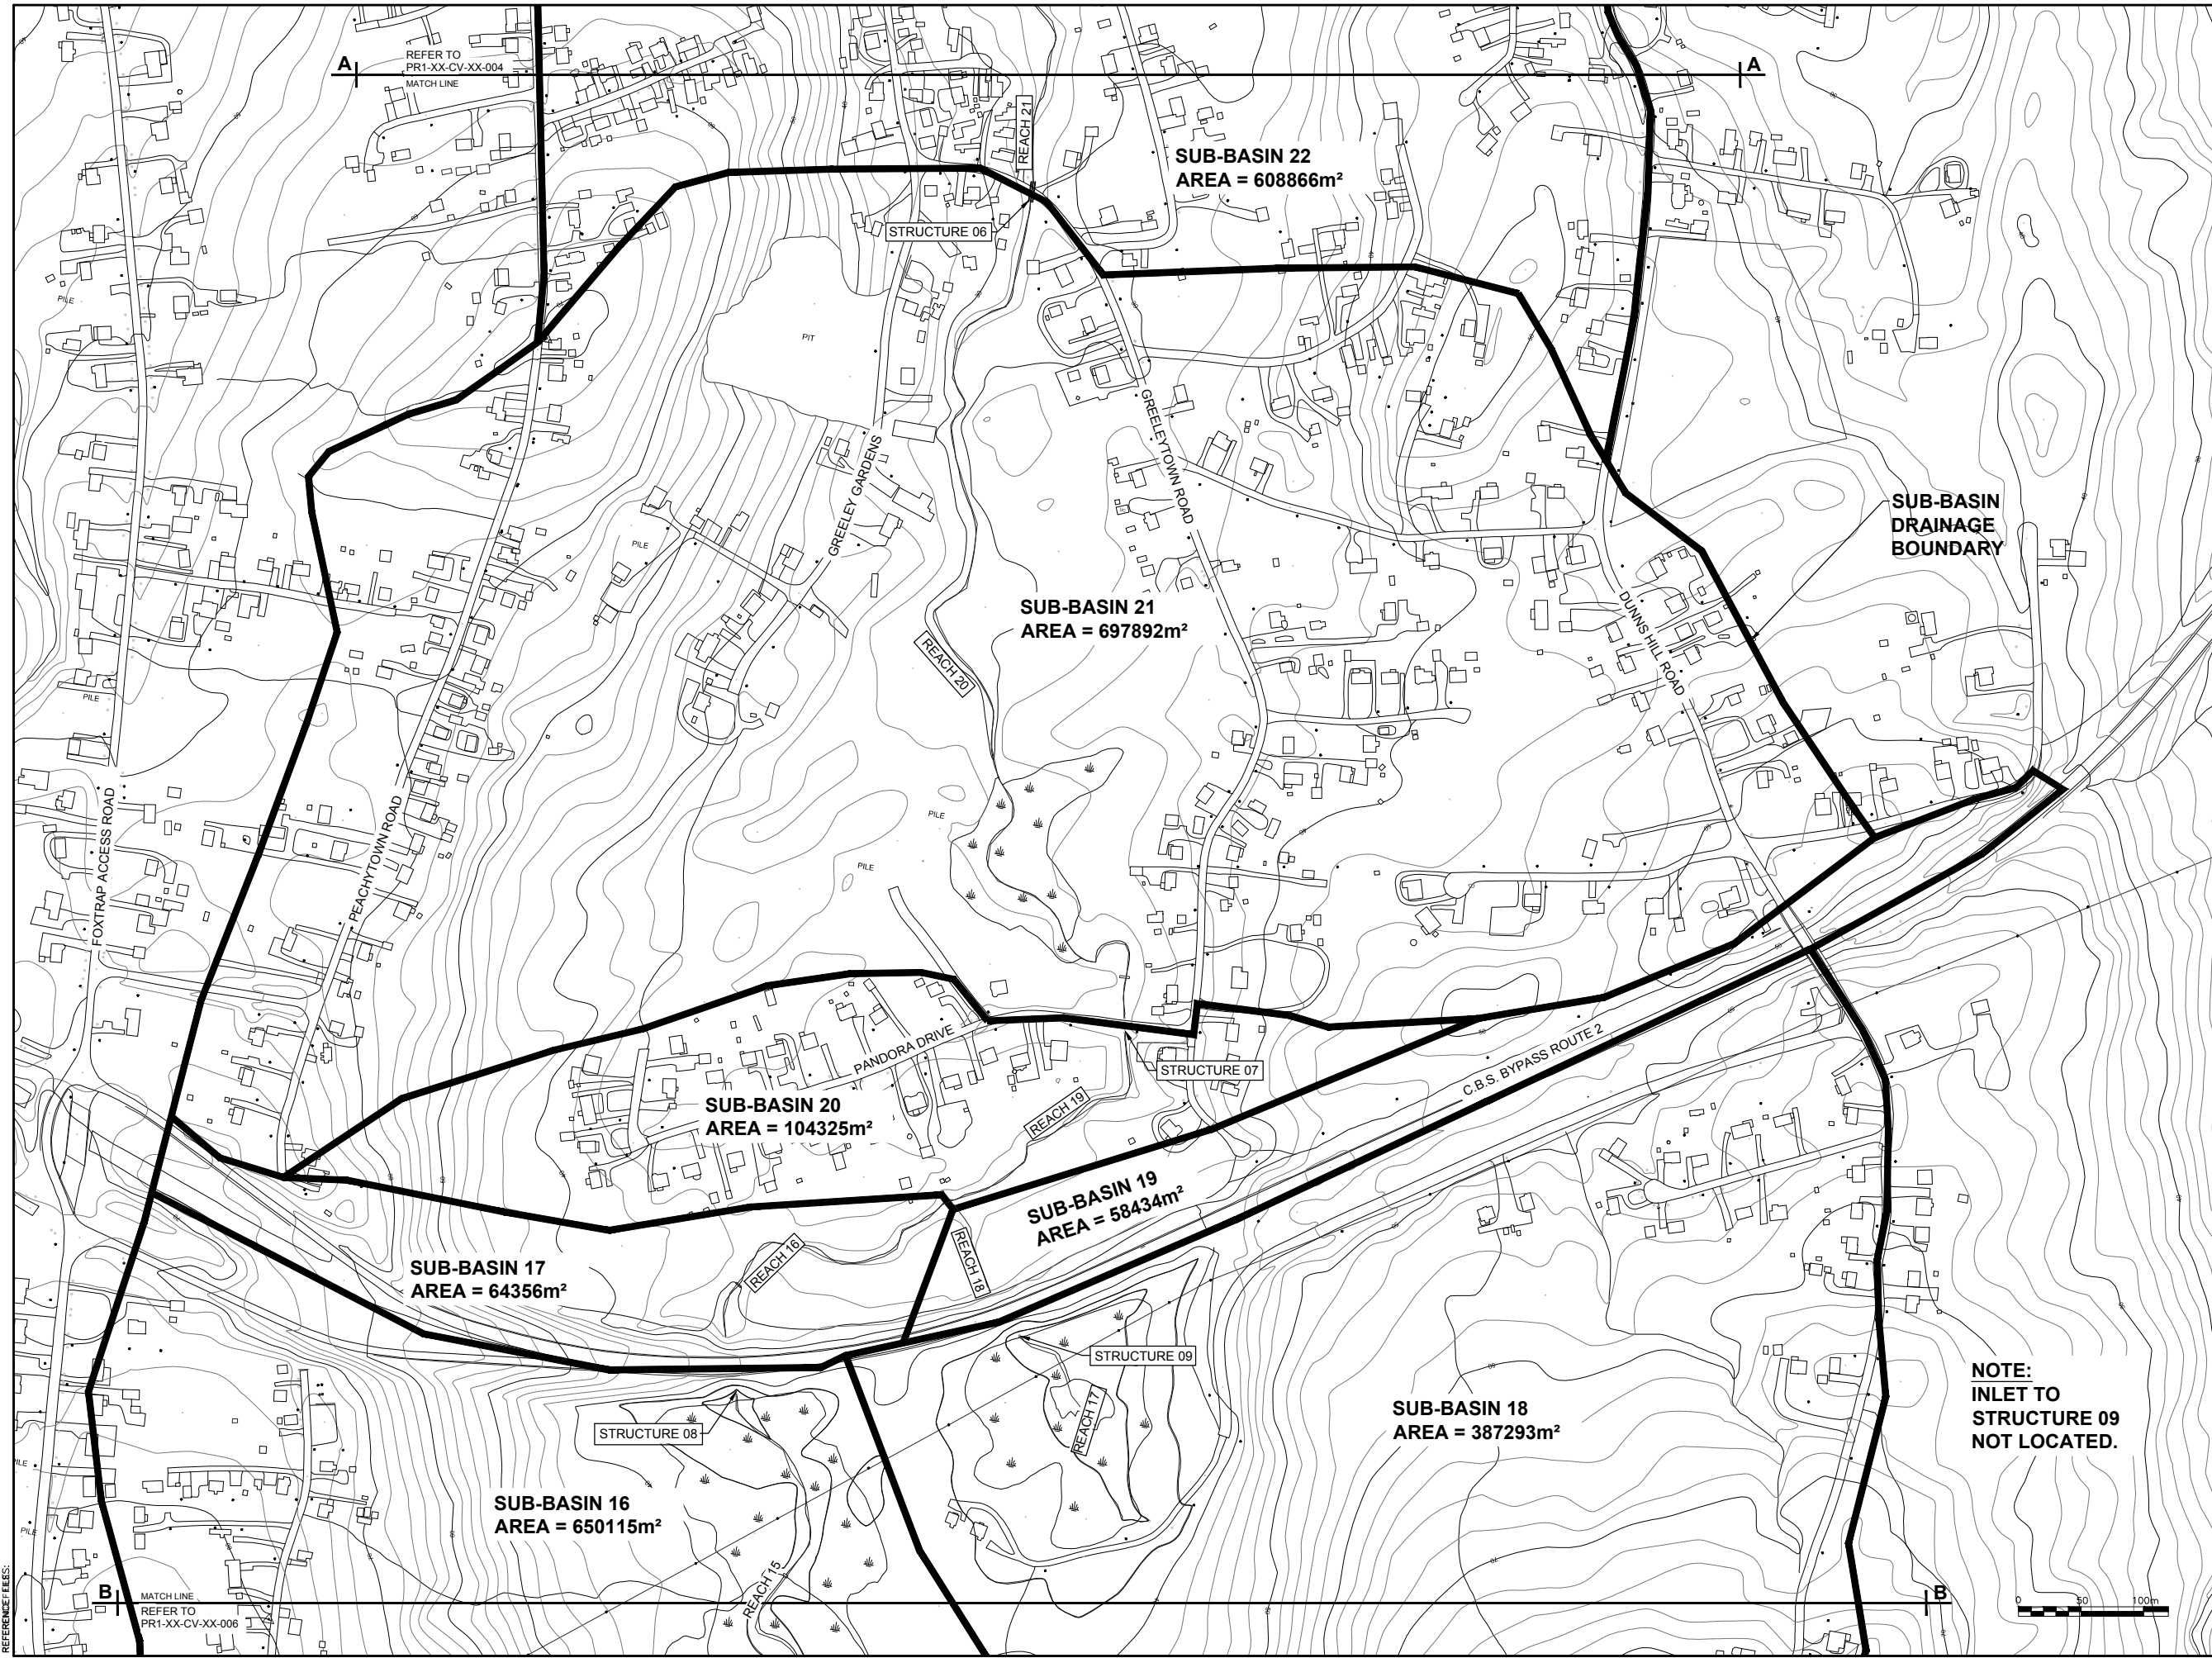 A
REFER TO
PR1-XX-CV-XX-004
MATCH LINE
A
REACH 21
SUB-BASIN 22
AREA = 608866m²
STRUCTURE 06
PILE
PIT
GREELEYTOWN ROAD
GREELEY GARDENS
SUB-BASIN
DRAINAGE
BOUNDARY
PILE
SUB-BASIN 21
AREA = 697892m²
DUNNS HILL ROAD
REACH 20
PILE
FOXTRAP ACCESS ROAD
PEACHYTOWN ROAD
PILE
PILE
PANDORA DRIVE
C.B.S. BYPASS ROUTE 2
STRUCTURE 07
SUB-BASIN 20
AREA = 104325m²
REACH 19
SUB-BASIN 19
AREA = 58434m²
REACH 16
REACH 18
SUB-BASIN 17
AREA = 64356m²
STRUCTURE 09
NOTE:
INLET TO
STRUCTURE 09
NOT LOCATED.
REACH 17
SUB-BASIN 18
AREA = 387293m²
STRUCTURE 08
SUB-BASIN 16
AREA = 650115m²
PILE
REACH 15
B
MATCH LINE
REFER TO
PR1-XX-CV-XX-006
B
0 50 100m